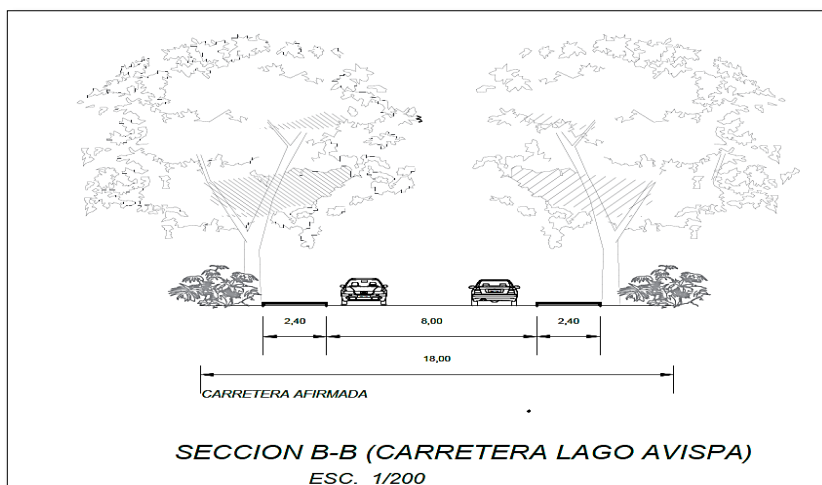 2,40 8,00 2,40
18,00
CARRETERA AFIRMADA
SECCION B-B (CARRETERA LAGO AVISPA)
ESC. 1/200